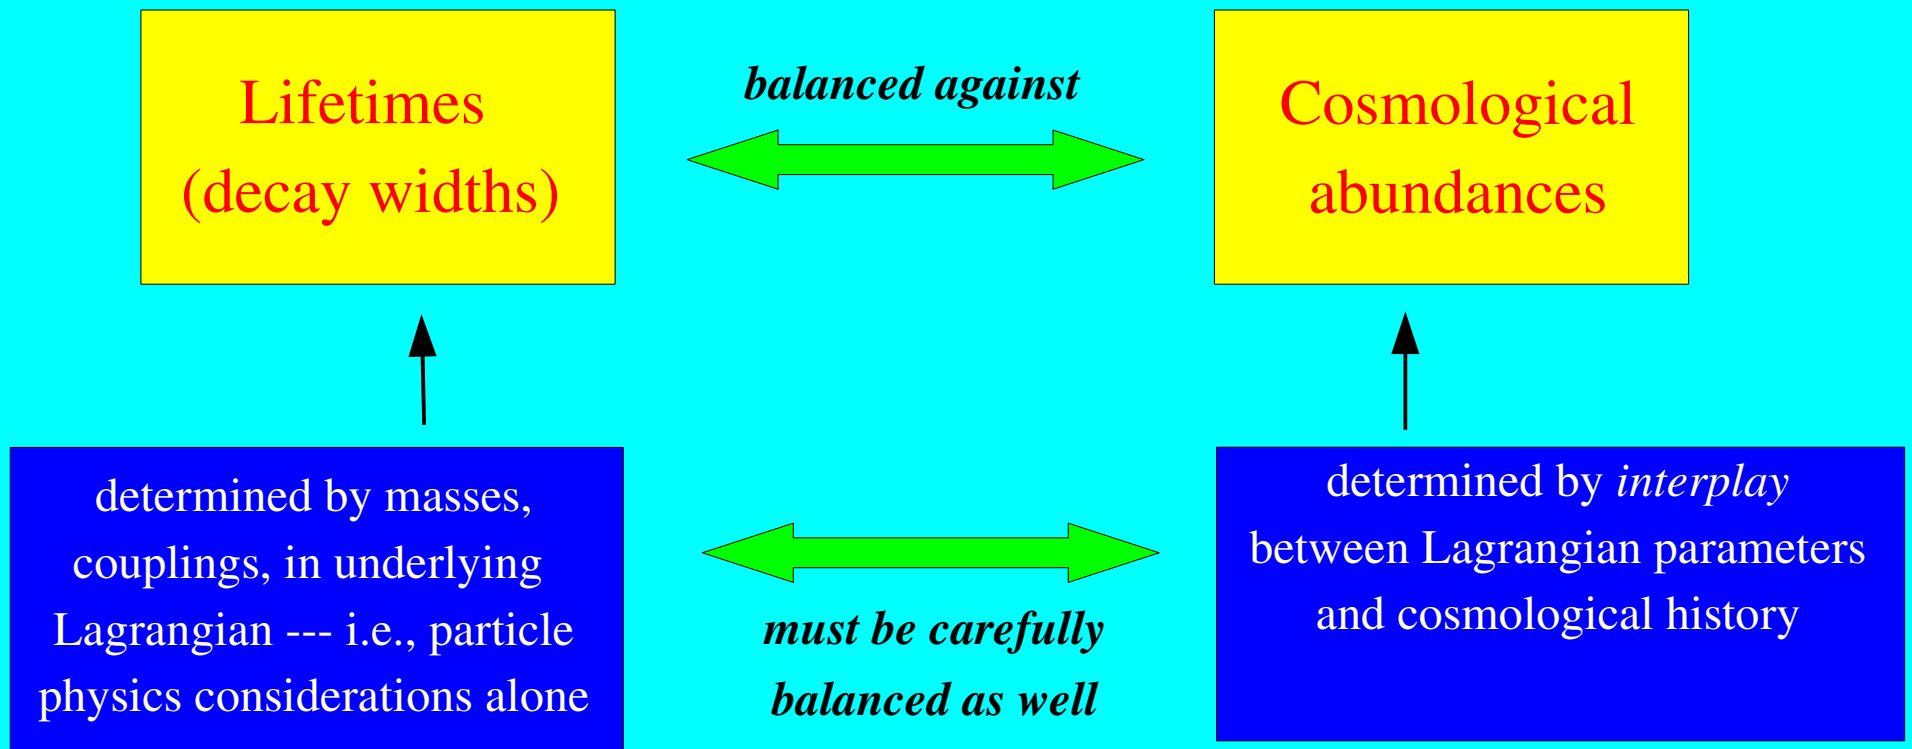 Lifetimes
(decay widths)
balanced against
Cosmological
abundances
determined by masses,
couplings, in underlying
Lagrangian --- i.e., particle
physics considerations alone
must be carefully
balanced as well
determined by interplay
between Lagrangian parameters
and cosmological history